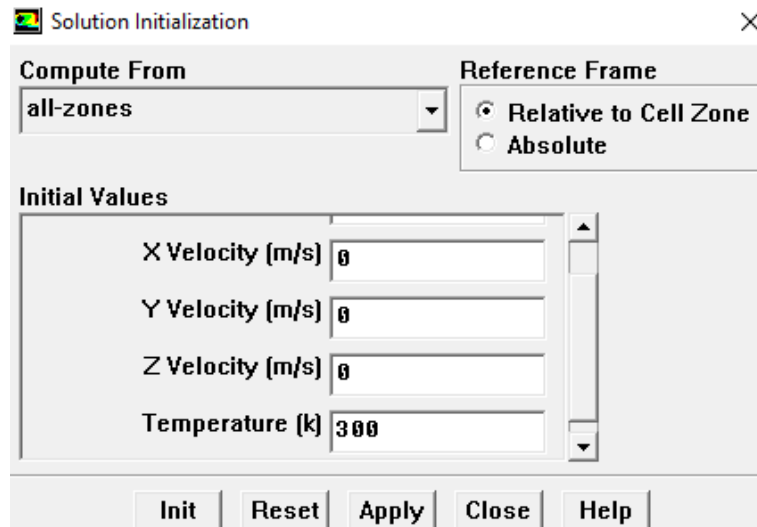 Solution Initialization
Compute From
all-zones
Reference Frame
Relative to Cell Zone
Absolute
Initial Values
X Velocity (m/s) 0
Y Velocity (m/s) 0
Z Velocity (m/s) 0
Temperature (k) 300
Init Reset Apply Close Help